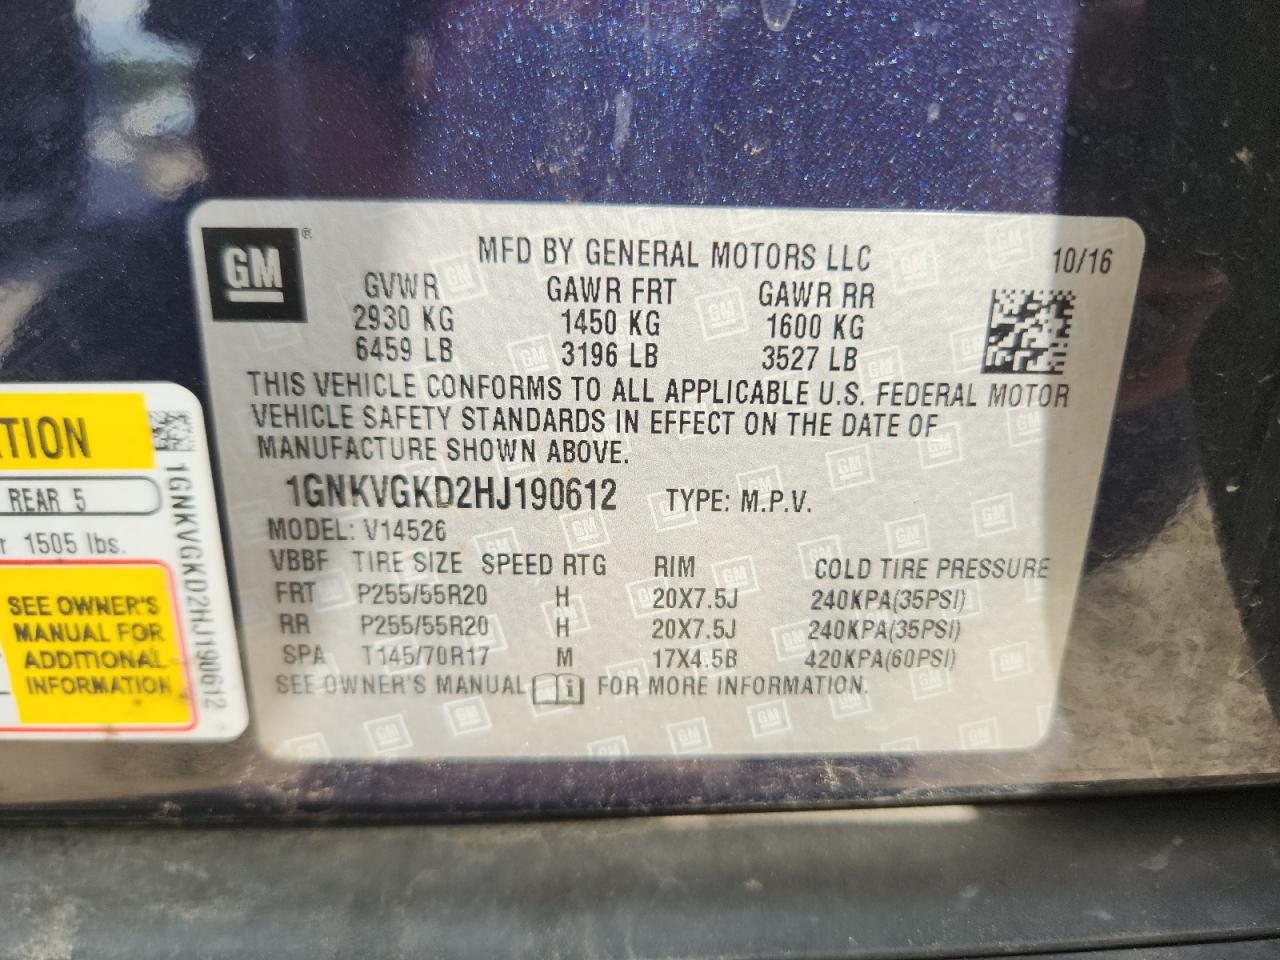 GM ®
MFD BY GENERAL MOTORS LLC 10/16
GVWR GAWR FRT GAWR RR
2930 KG 1450 KG 1600 KG
6459 LB 3196 LB 3527 LB
THIS VEHICLE CONFORMS TO ALL APPLICABLE U.S. FEDERAL MOTOR
VEHICLE SAFETY STANDARDS IN EFFECT ON THE DATE OF
MANUFACTURE SHOWN ABOVE.
1GNKVGKD2HJ190612 TYPE: M.P.V.
MODEL: V14526
VBBF TIRE SIZE SPEED RTG RIM COLD TIRE PRESSURE
FRT P255/55R20 H 20X7.5J 240KPA(35PSI)
RR P255/55R20 H 20X7.5J 240KPA(35PSI)
SPA T145/70R17 M 17X4.5B 420KPA(60PSI)
SEE OWNER'S MANUAL FOR MORE INFORMATION.
TION
REAR 5
r 1505 lbs.
SEE OWNER'S
MANUAL FOR
ADDITIONAL
INFORMATION
1GNKVGKD2HJ190612